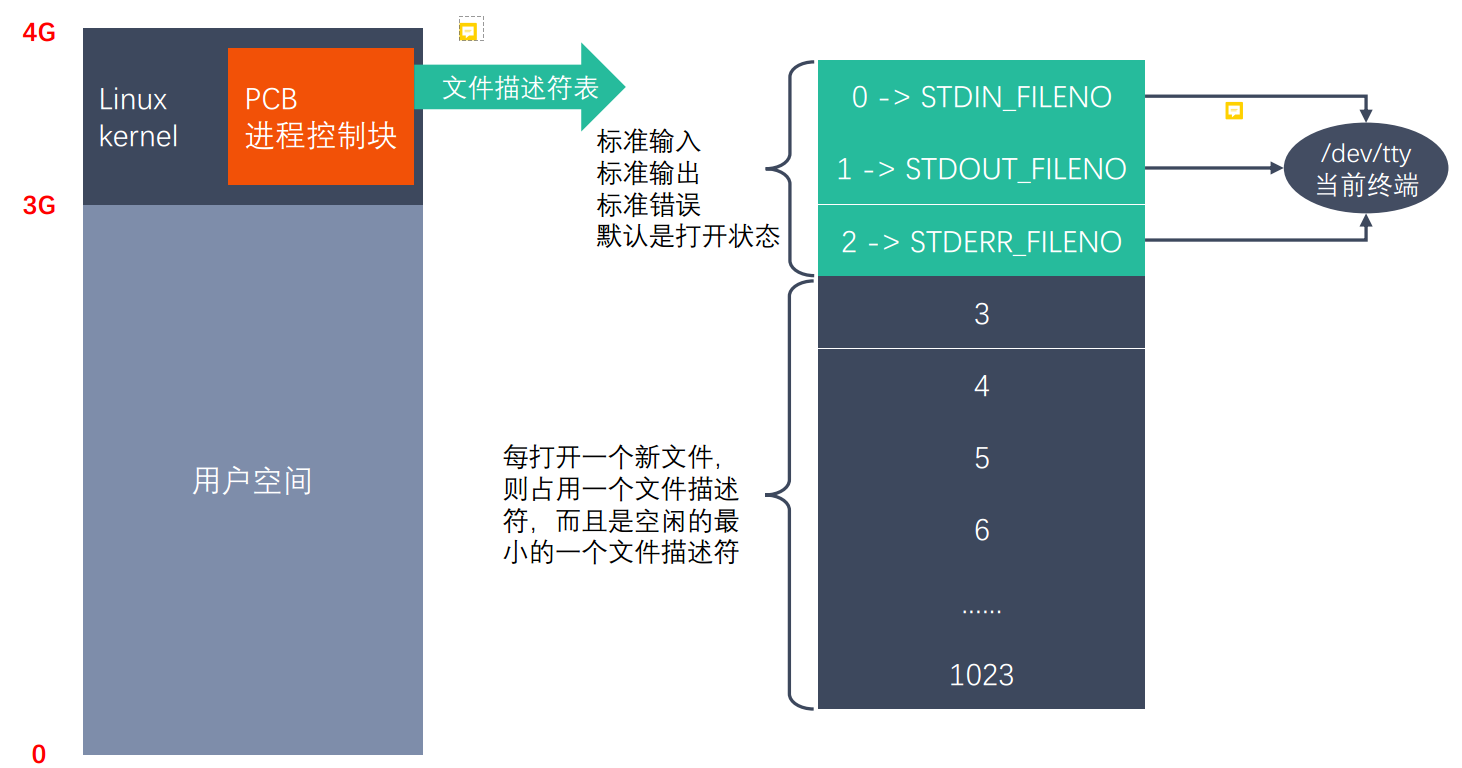 4G
Linux
kernel
PCB
进程控制块
文件描述符表
3G
用户空间
0
标准输入
标准输出
标准错误
默认是打开状态
每打开一个新文件，
则占用一个文件描述
符，而且是空闲的最
小的一个文件描述符
0 -> STDIN_FILENO
1 -> STDOUT_FILENO
2 -> STDERR_FILENO
3
4
5
6
......
1023
/dev/tty
当前终端